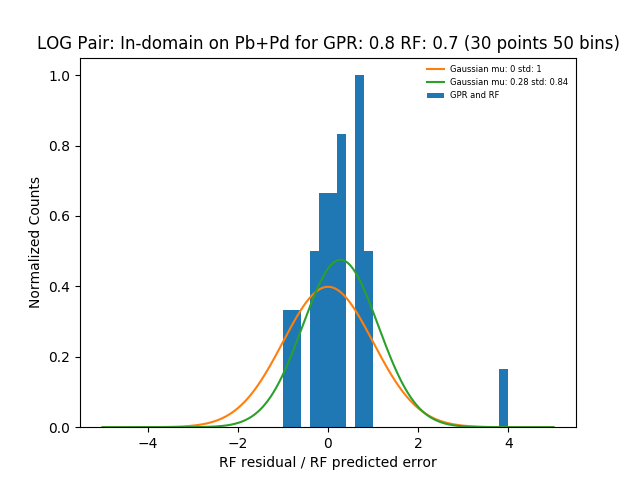 LOG Pair: In-domain on Pb+Pd for GPR: 0.8 RF: 0.7 (30 points 50 bins)
Gaussian mu: 0 std: 1
Gaussian mu: 0.28 std: 0.84
GPR and RF
Normalized Counts
1.0
0.8
0.6
0.4
0.2
0.0
−4 −2 0 2 4
RF residual / RF predicted error